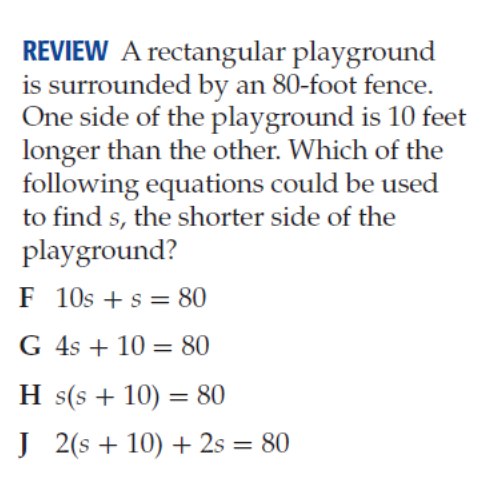 REVIEW A rectangular playground
is surrounded by an 80-foot fence.
One side of the playground is 10 feet
longer than the other. Which of the
following equations could be used
to find s, the shorter side of the
playground?
F 10s + s = 80
G 4s + 10 = 80
H s(s + 10) = 80
J 2(s + 10) + 2s = 80